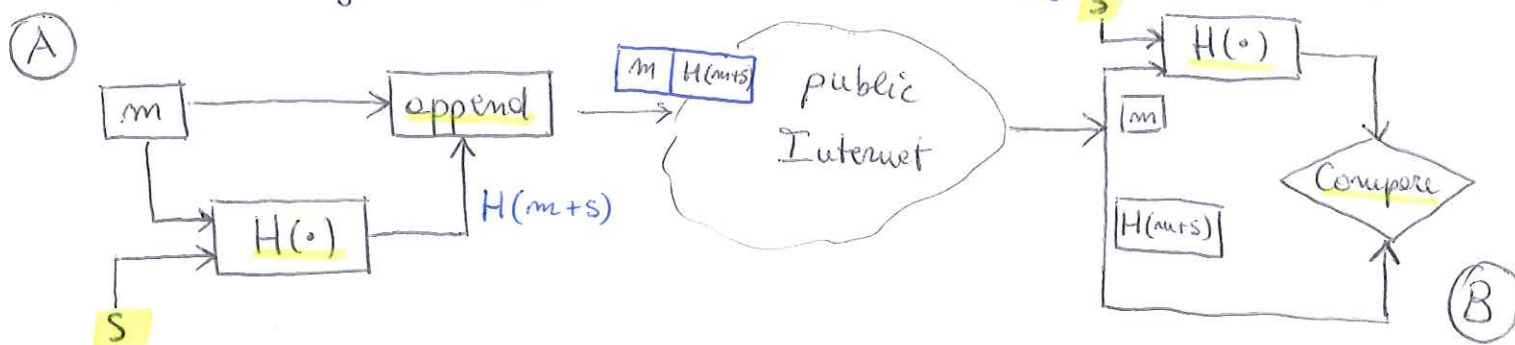 A
m
append
H(·)
H(m+s)
S
m H(m+s)
public
Internet
S
H(·)
m
Compare
H(m+s)
B